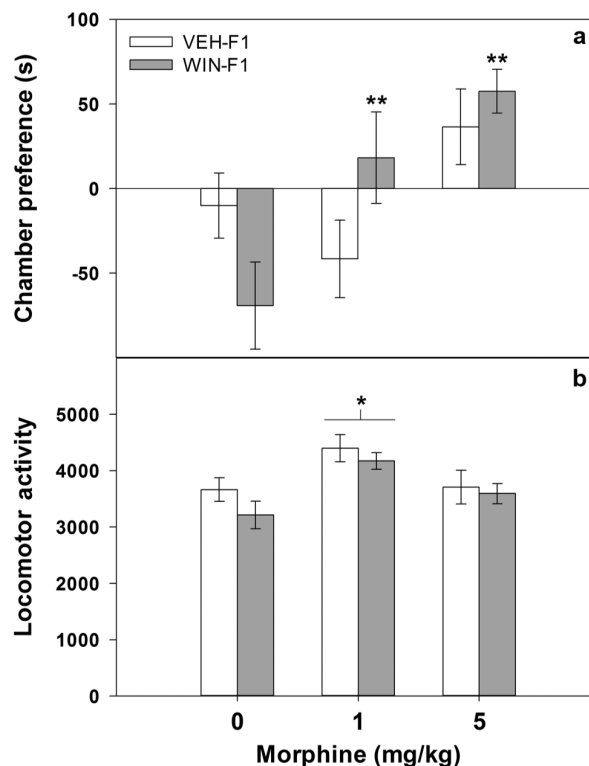 100
VEH-F1
WIN-F1
a
**
**
50
0
-50
Chamber preference (s)
b
*
5000
4000
3000
2000
1000
0
Locomotor activity
0 1 5
Morphine (mg/kg)